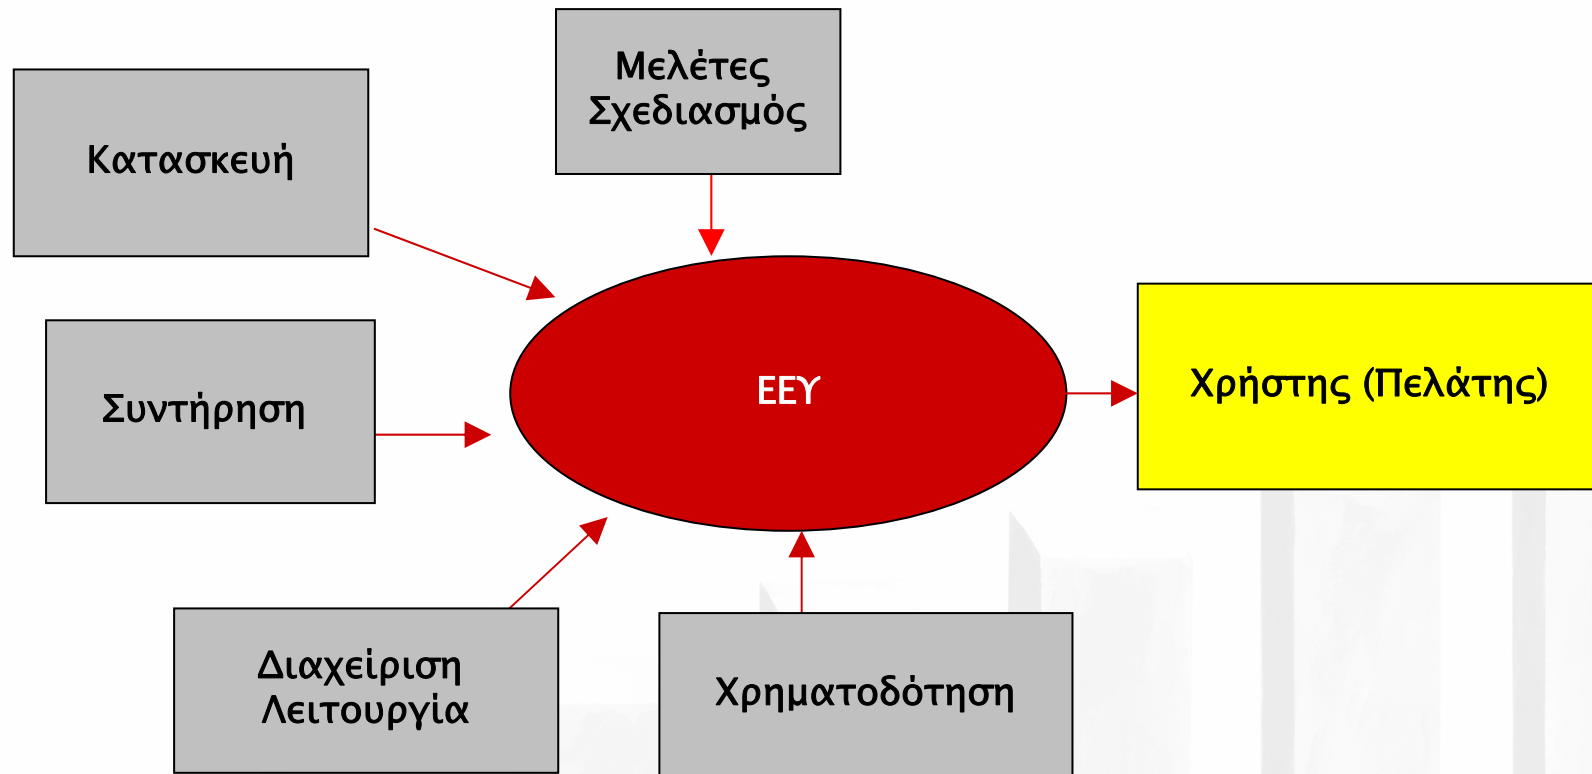 Μελέτες
Σχεδιασμός
Κατασκευή
Συντήρηση
ΕΕΥ
Χρήστης (Πελάτης)
Διαχείριση
Λειτουργία
Χρηματοδότηση